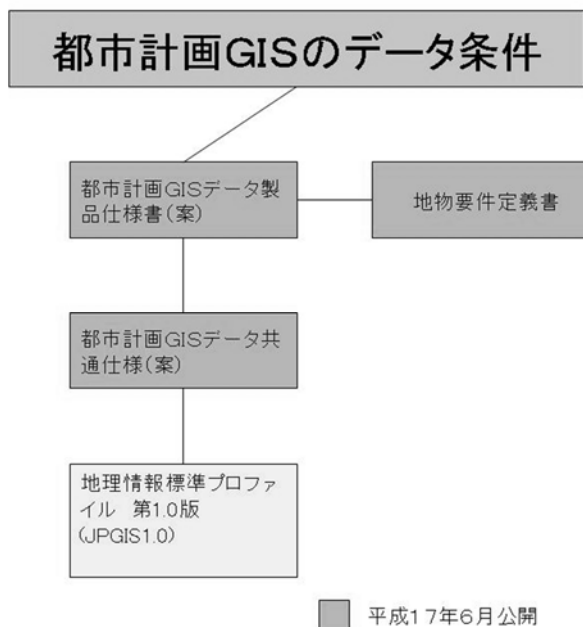 都市計画GISのデータ条件
都市計画GISデータ製
品仕様書(案)
地物要件定義書
都市計画GISデータ共
通仕様(案)
地理情報標準プロファ
イル 第1.0版
(JPGIS1.0)
平成17年6月公開